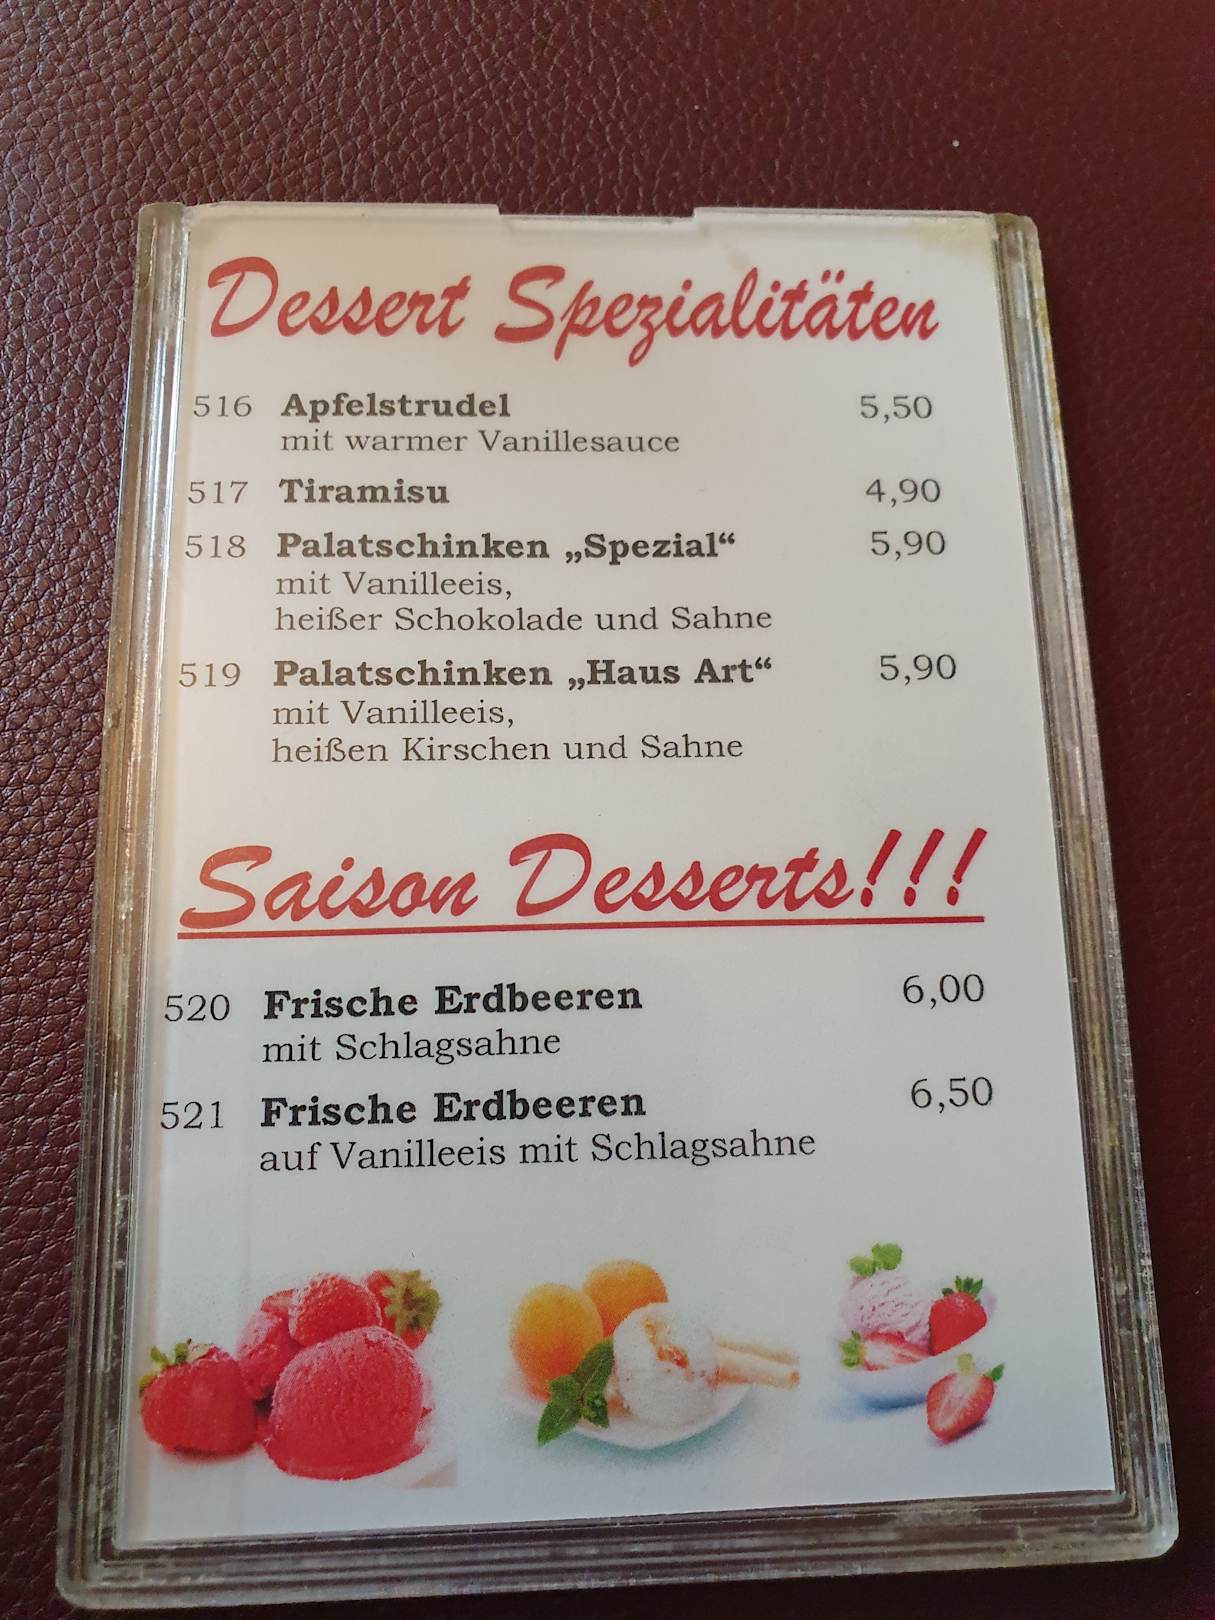 Dessert Spezialitäten
516 Apfelstrudel 5,50
mit warmer Vanillesauce
517 Tiramisu 4,90
518 Palatschinken „Spezial“ 5,90
mit Vanilleeis,
heißer Schokolade und Sahne
519 Palatschinken „Haus Art“ 5,90
mit Vanilleeis,
heißen Kirschen und Sahne
Saison Desserts!!!
520 Frische Erdbeeren 6,00
mit Schlagsahne
521 Frische Erdbeeren 6,50
auf Vanilleeis mit Schlagsahne